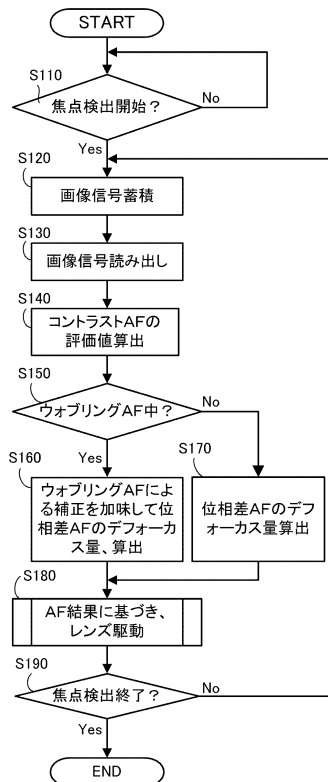 START
S110
焦点検出開始？
No
Yes
S120
画像信号蓄積
S130
画像信号読み出し
S140
コントラストAFの
評価値算出
S150
ウォブリングAF中？
No
Yes
S160
ウォブリングAFによ
る補正を加味して位
相差AFのデフォーカ
ス量、算出
S170
位相差AFのデフ
ォーカス量算出
S180
AF結果に基づき、
レンズ駆動
S190
焦点検出終了？
No
Yes
END